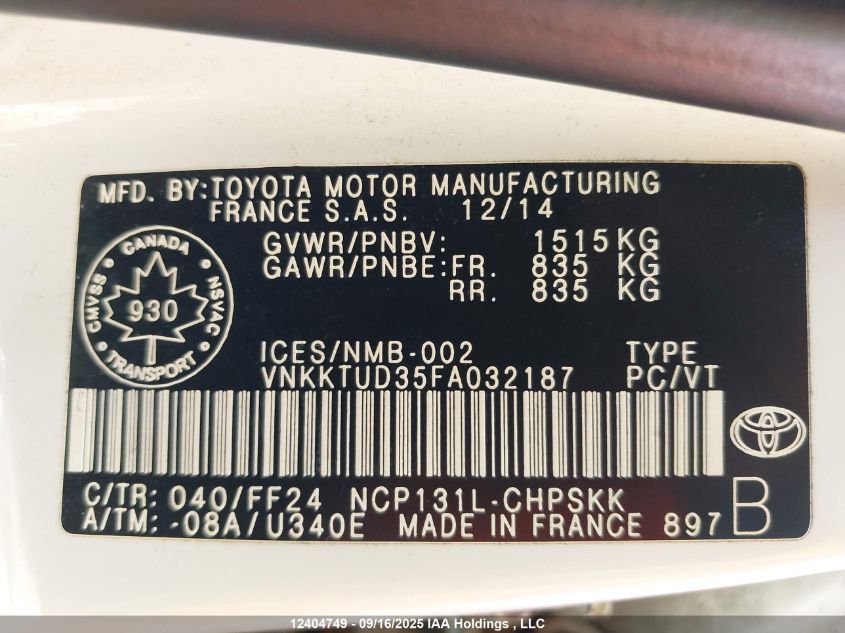 MFD. BY: TOYOTA MOTOR MANUFACTURING
FRANCE S.A.S. 12/14
GVWR/PNBV: 1515 KG
GAWR/PNBE: FR. 835 KG
RR. 835 KG
CANADA
CMVSS 930 NSVAC
TRANSPORT
ICES/NMB-002 TYPE
VNKKTUD35FA032187 PC/VT
C/TR: 040/FF24 NCP131L-CHPSKK
A/TM: -08A/U340E MADE IN FRANCE 897 B
12404749 - 09/16/2025 IAA Holdings , LLC